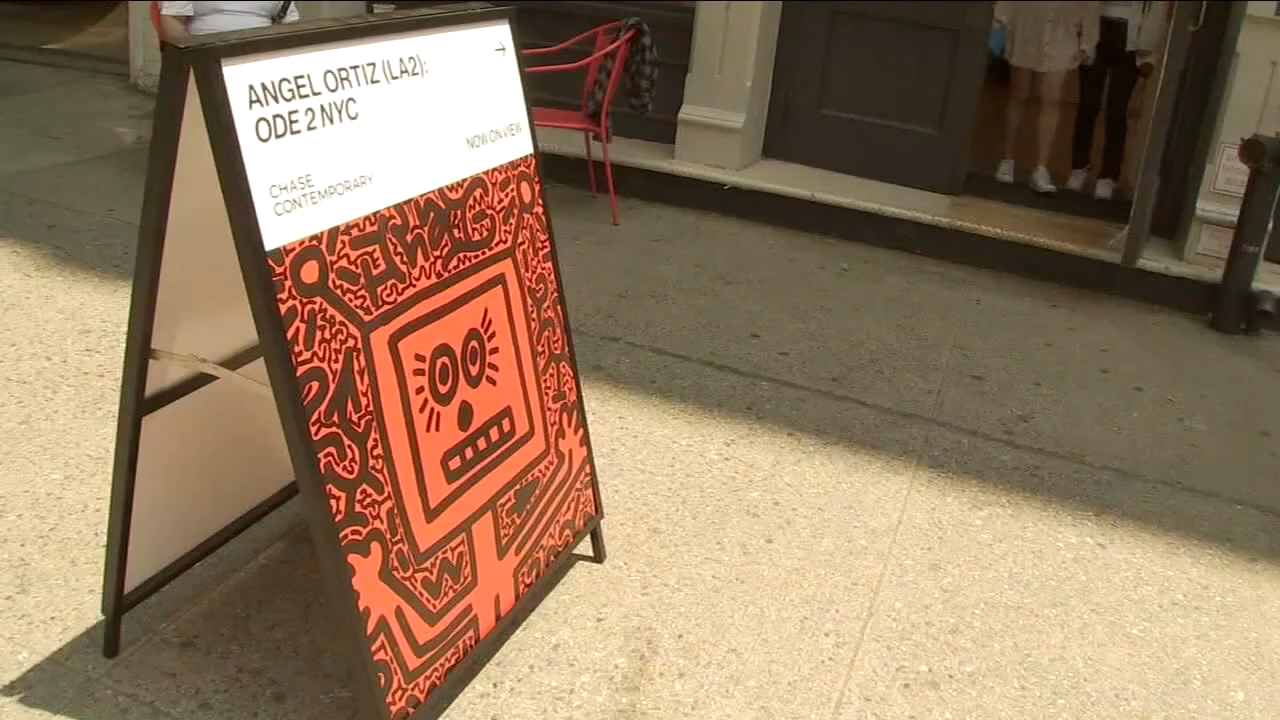 ANGEL ORTIZ (LA2):
ODE 2 NYC
→
NOW ON VIEW
CHASE
CONTEMPORARY